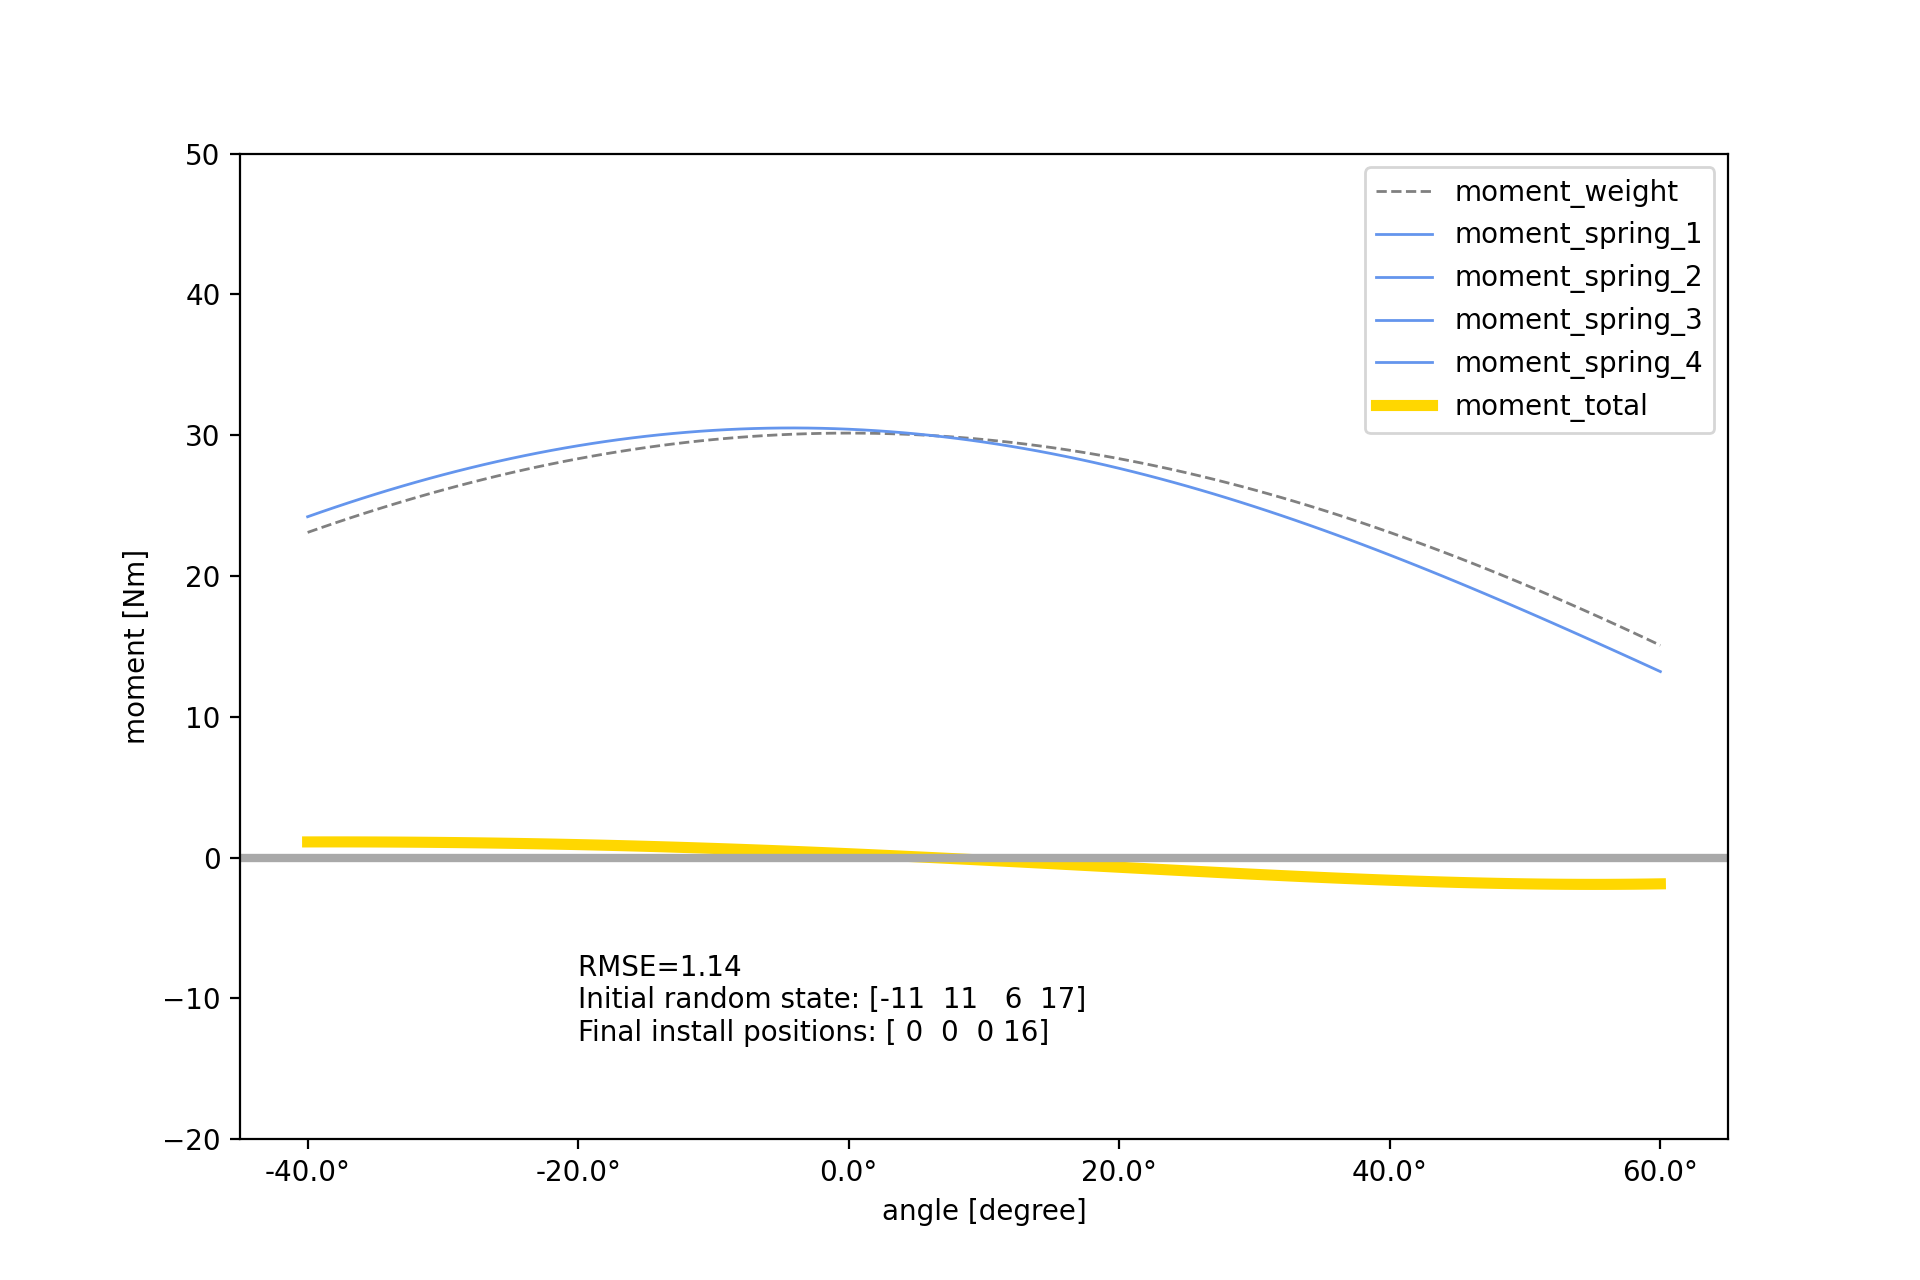 50
40
30
20
10
0
−10
−20
moment [Nm]
moment_weight
moment_spring_1
moment_spring_2
moment_spring_3
moment_spring_4
moment_total
RMSE=1.14
Initial random state: [-11  11   6  17]
Final install positions: [ 0  0  0 16]
-40.0°
-20.0°
0.0°
20.0°
40.0°
60.0°
angle [degree]